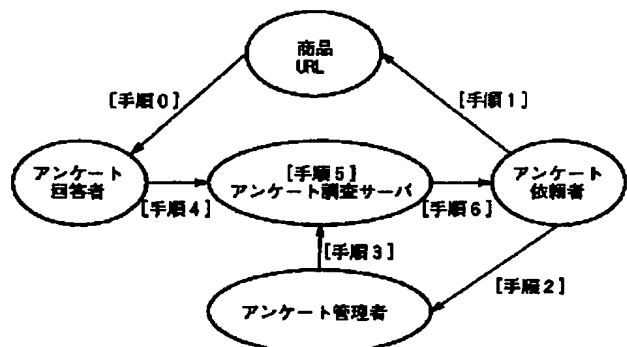 商品
URL
[手順0]
[手順1]
アンケート
回答者
[手順5]
アンケート調査サーバ
アンケート
依頼者
[手順4]
[手順6]
[手順3]
[手順2]
アンケート管理者